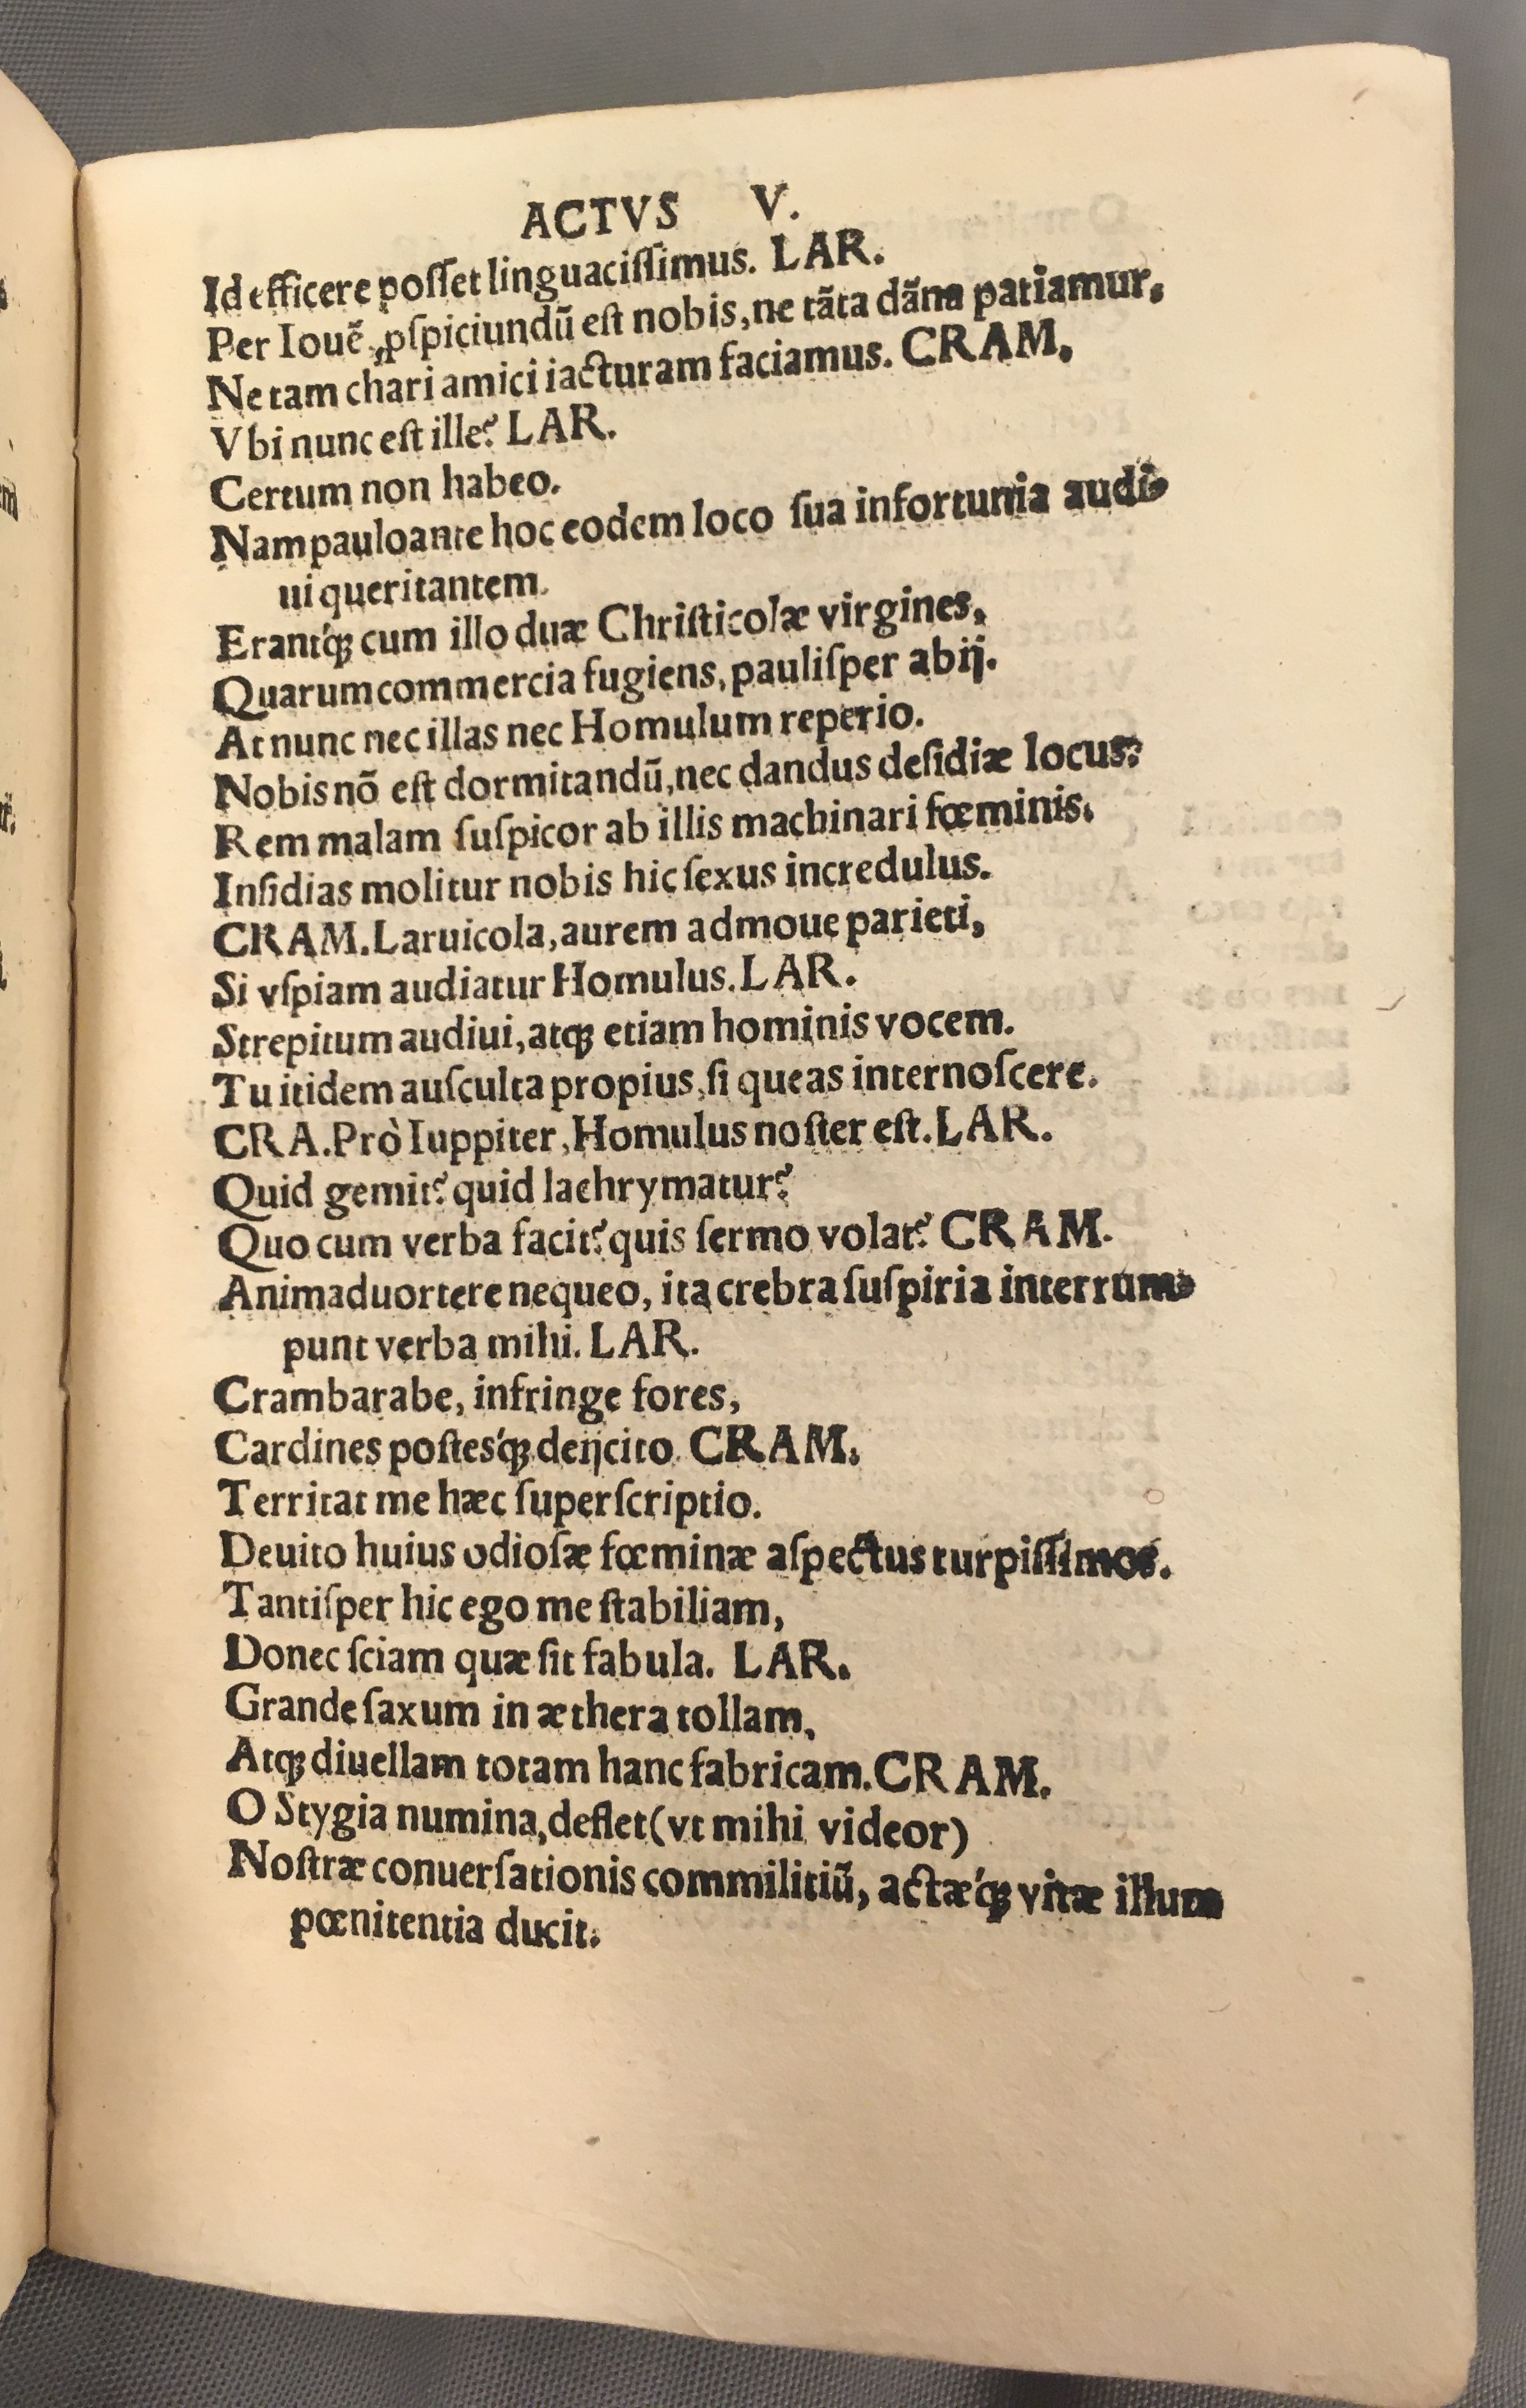 ACTVS V.
Id efficere poſſet linguaciſſimus. LAR.
Per Iouẽ, ꝓſpiciundũ eſt nobis, ne tãta dãna patiamur,
Ne tam chari amici iacturam faciamus. CRAM.
Vbi nunc eſt ille? LAR.
Certum non habeo.
Nam pauloante hoc eodem loco ſua infortunia audi-
ui queritantem.
Erantq́ꝫ cum illo duæ Chriſticolæ virgines,
Quarum commercia fugiens, pauliſper abij.
At nunc nec illas nec Homulum reperio.
Nobis nõ eſt dormitandũ, nec dandus deſidiæ locus:
Rem malam ſuſpicor ab illis machinari fœminis.
Inſidias molitur nobis hic ſexus incredulus.
CRAM. Laruicola, aurem admoue parieti,
Si vſpiam audiatur Homulus. LAR.
Strepitum audiui, atqꝫ etiam hominis vocem.
Tu itidem auſculta propius, ſi queas internoſcere.
CRA. Prò Iuppiter, Homulus noſter eſt. LAR.
Quid gemit? quid lachrymatur?
Quo cum verba facit? quis ſermo volat? CRAM.
Animaduortere nequeo, ita crebra ſuſpiria interrum-
punt verba mihi. LAR.
Crambarabe, infringe fores,
Cardines poſtesq́ꝫ deijcito. CRAM.
Territat me hæc ſuperſcriptio.
Deuito huius odioſæ fœminæ aſpectus turpiſſimos.
Tantiſper hic ego me ſtabiliam,
Donec ſciam quæ ſit fabula. LAR.
Grande ſaxum in æthera tollam,
Atqꝫ diuellam totam hanc fabricam. CRAM.
O Stygia numina, deflet (vt mihi videor)
Noſtræ conuerſationis commilitiũ, actæq́ꝫ vitæ illum
pœnitentia ducit.